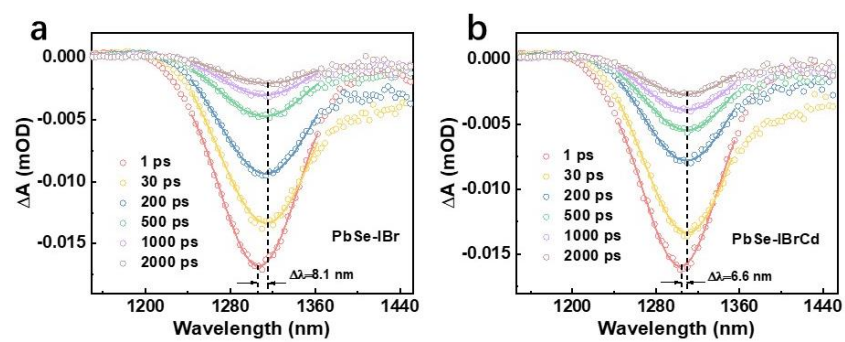 a
0.000
-0.005
-0.010
-0.015
ΔA (mOD)
1 ps
30 ps
200 ps
500 ps
1000 ps
2000 ps
PbSe-IBr
Δλ=8.1 nm
1200 1280 1360 1440
Wavelength (nm)
b
0.000
-0.005
-0.010
-0.015
ΔA (mOD)
1 ps
30 ps
200 ps
500 ps
1000 ps
2000 ps
PbSe-IBrCd
Δλ=6.6 nm
1200 1280 1360 1440
Wavelength (nm)